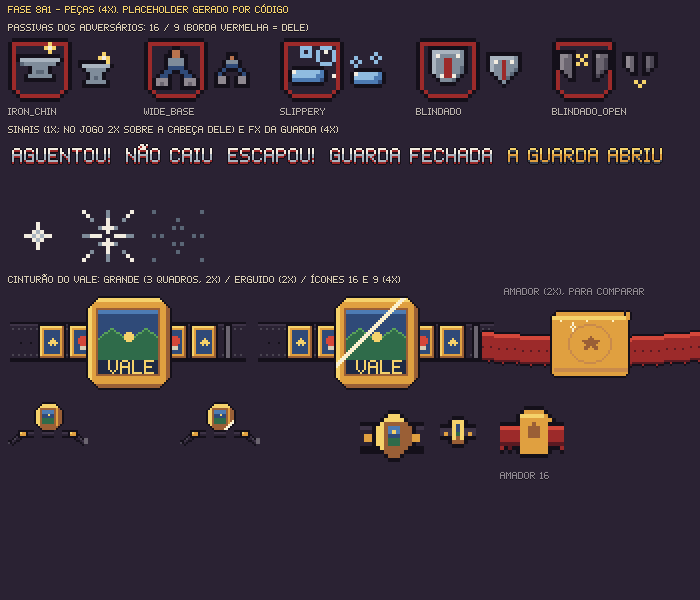 FASE 8A1 - PEÇAS (4X). PLACEHOLDER GERADO POR CÓDIGO
PASSIVAS DOS ADVERSÁRIOS: 16 / 9 (BORDA VERMELHA = DELE)
IRON_CHIN WIDE_BASE SLIPPERY BLINDADO BLINDADO_OPEN
SINAIS (1X; NO JOGO 2X SOBRE A CABEÇA DELE) E FX DA GUARDA (4X)
AGUENTOU! NÃO CAIU ESCAPOU! GUARDA FECHADA A GUARDA ABRIU
CINTURÃO DO VALE: GRANDE (3 QUADROS, 2X) / ERGUIDO (2X) / ÍCONES 16 E 9 (4X)
AMADOR (2X), PARA COMPARAR
VALE VALE
AMADOR 16